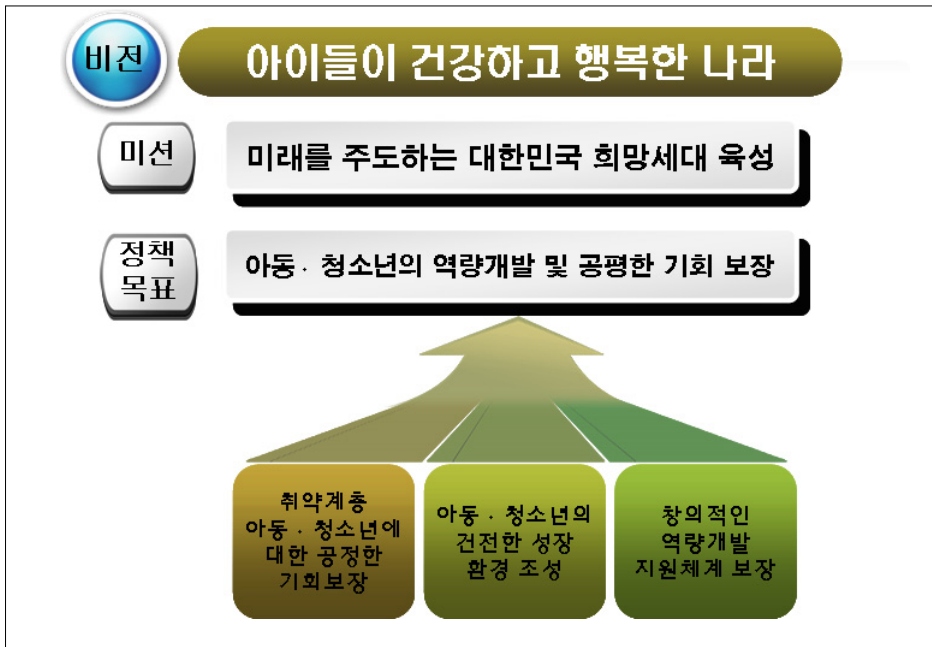 비전
아이들이 건강하고 행복한 나라
미션
미래를 주도하는 대한민국 희망세대 육성
정책
목표
아동 · 청소년의 역량개발 및 공평한 기회 보장
취약계층
아동 · 청소년에
대한 공정한
기회보장
아동 · 청소년의
건전한 성장
환경 조성
창의적인
역량개발
지원체계 보장